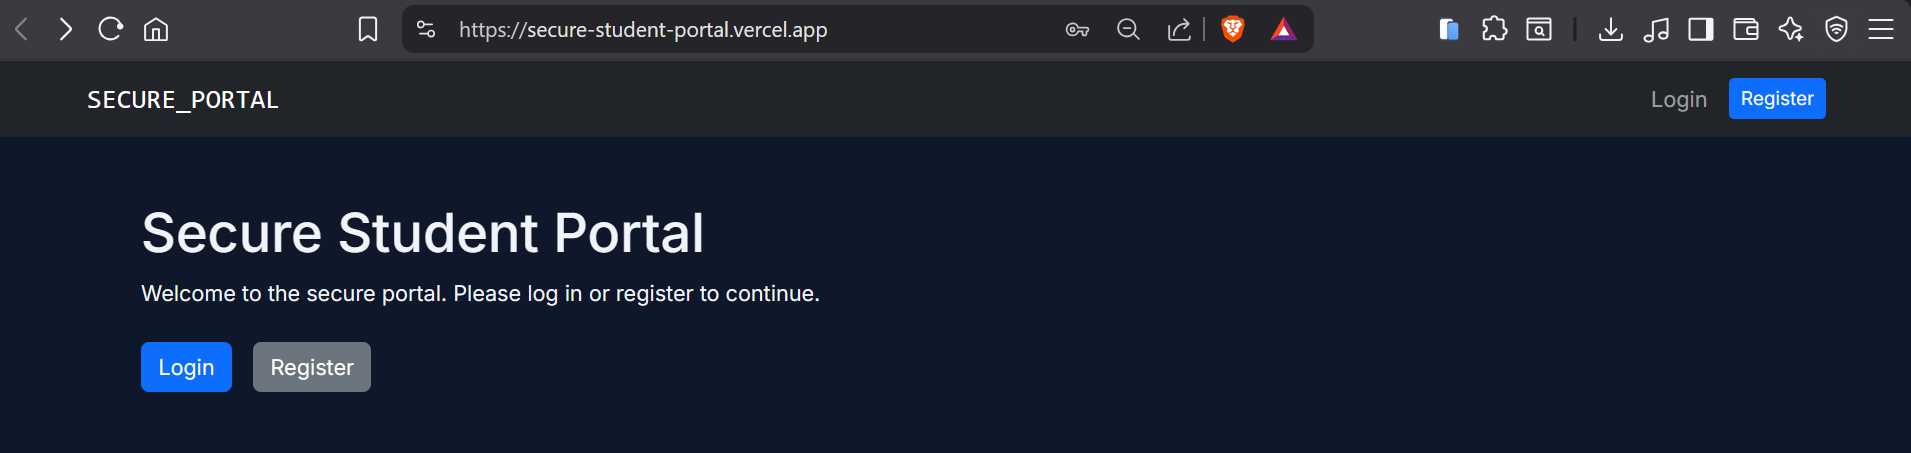 https://secure-student-portal.vercel.app
SECURE_PORTAL
Login
Register
Secure Student Portal
Welcome to the secure portal. Please log in or register to continue.
Login
Register